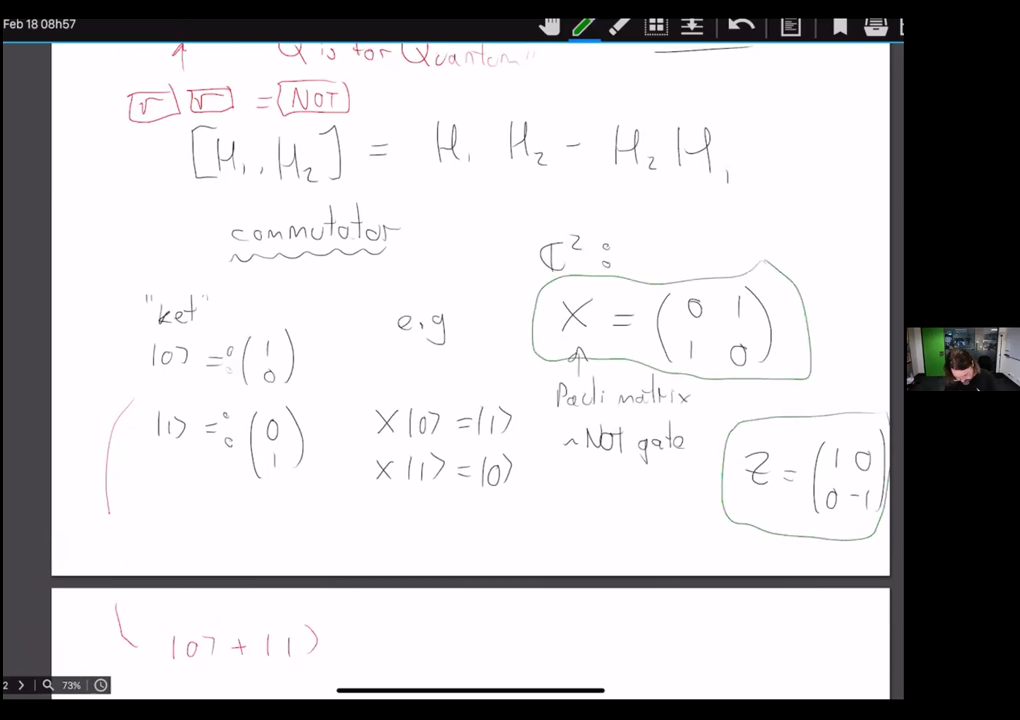 Feb 18 08h57
Q is for Quantum"
√ √ = NOT
[H₁, H₂] = H₁ H₂ - H₂ H₁
commutator
ℂ² :
"ket"
e.g
X = (0 1
1 0)
|0> =: (1
0)
Pauli matrix
~NOT gate
|1> =: (0
1)
X|0> = |1>
X|1> = |0>
Z = (1 0
0 -1)
|0> + |1>
2 > 73%